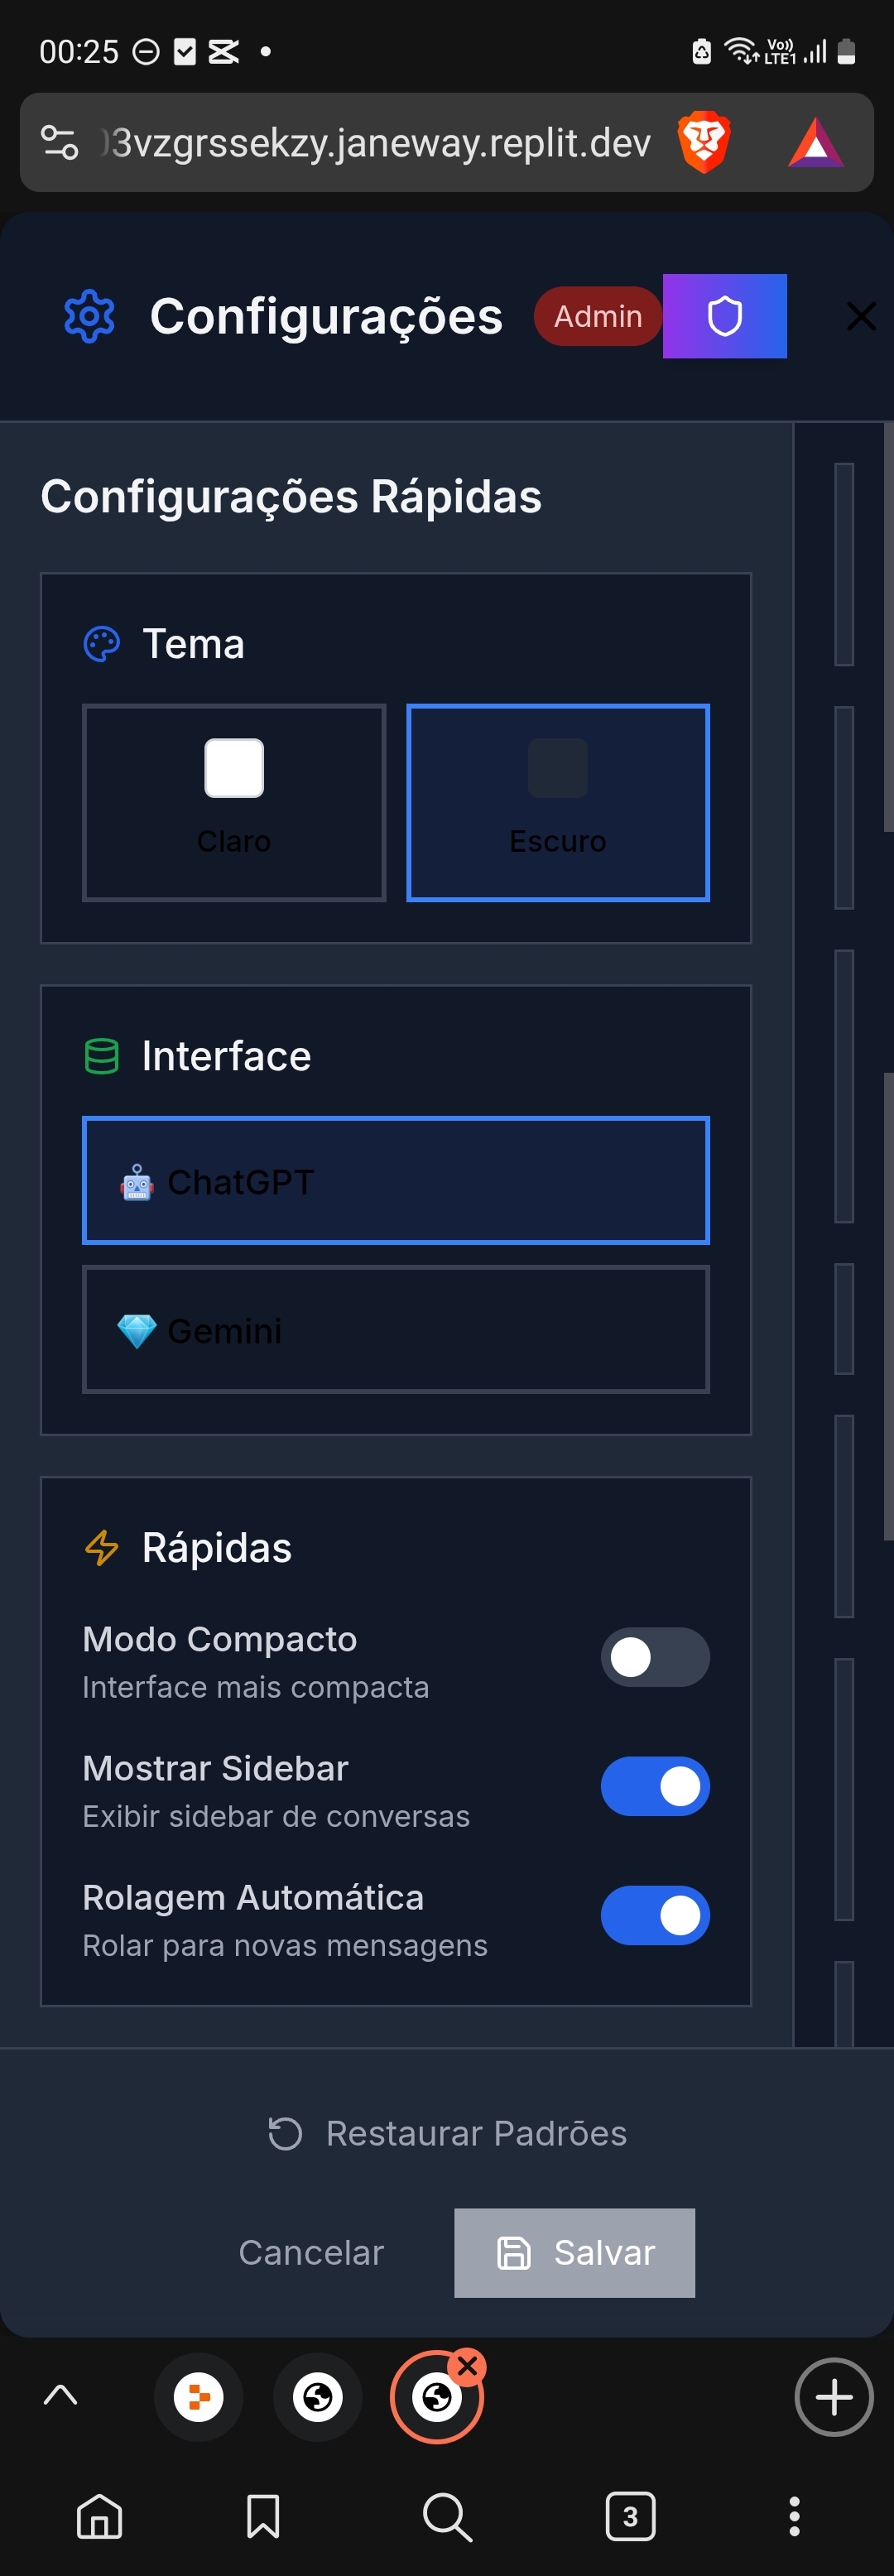 00:25
Vo))
LTE1
3vzgrssekzy.janeway.replit.dev
Configurações
Admin
Configurações Rápidas
Tema
Claro
Escuro
Interface
ChatGPT
Gemini
Rápidas
Modo Compacto
Interface mais compacta
Mostrar Sidebar
Exibir sidebar de conversas
Rolagem Automática
Rolar para novas mensagens
Restaurar Padrões
Cancelar
Salvar
3